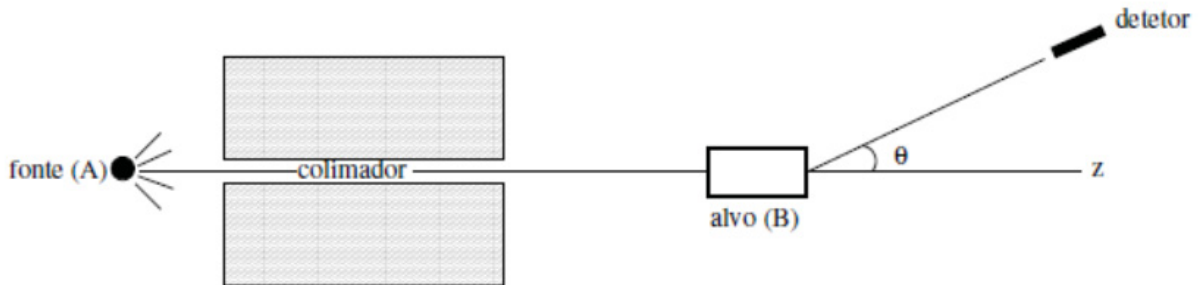 detetor
fonte (A)
colimador
θ
z
alvo (B)